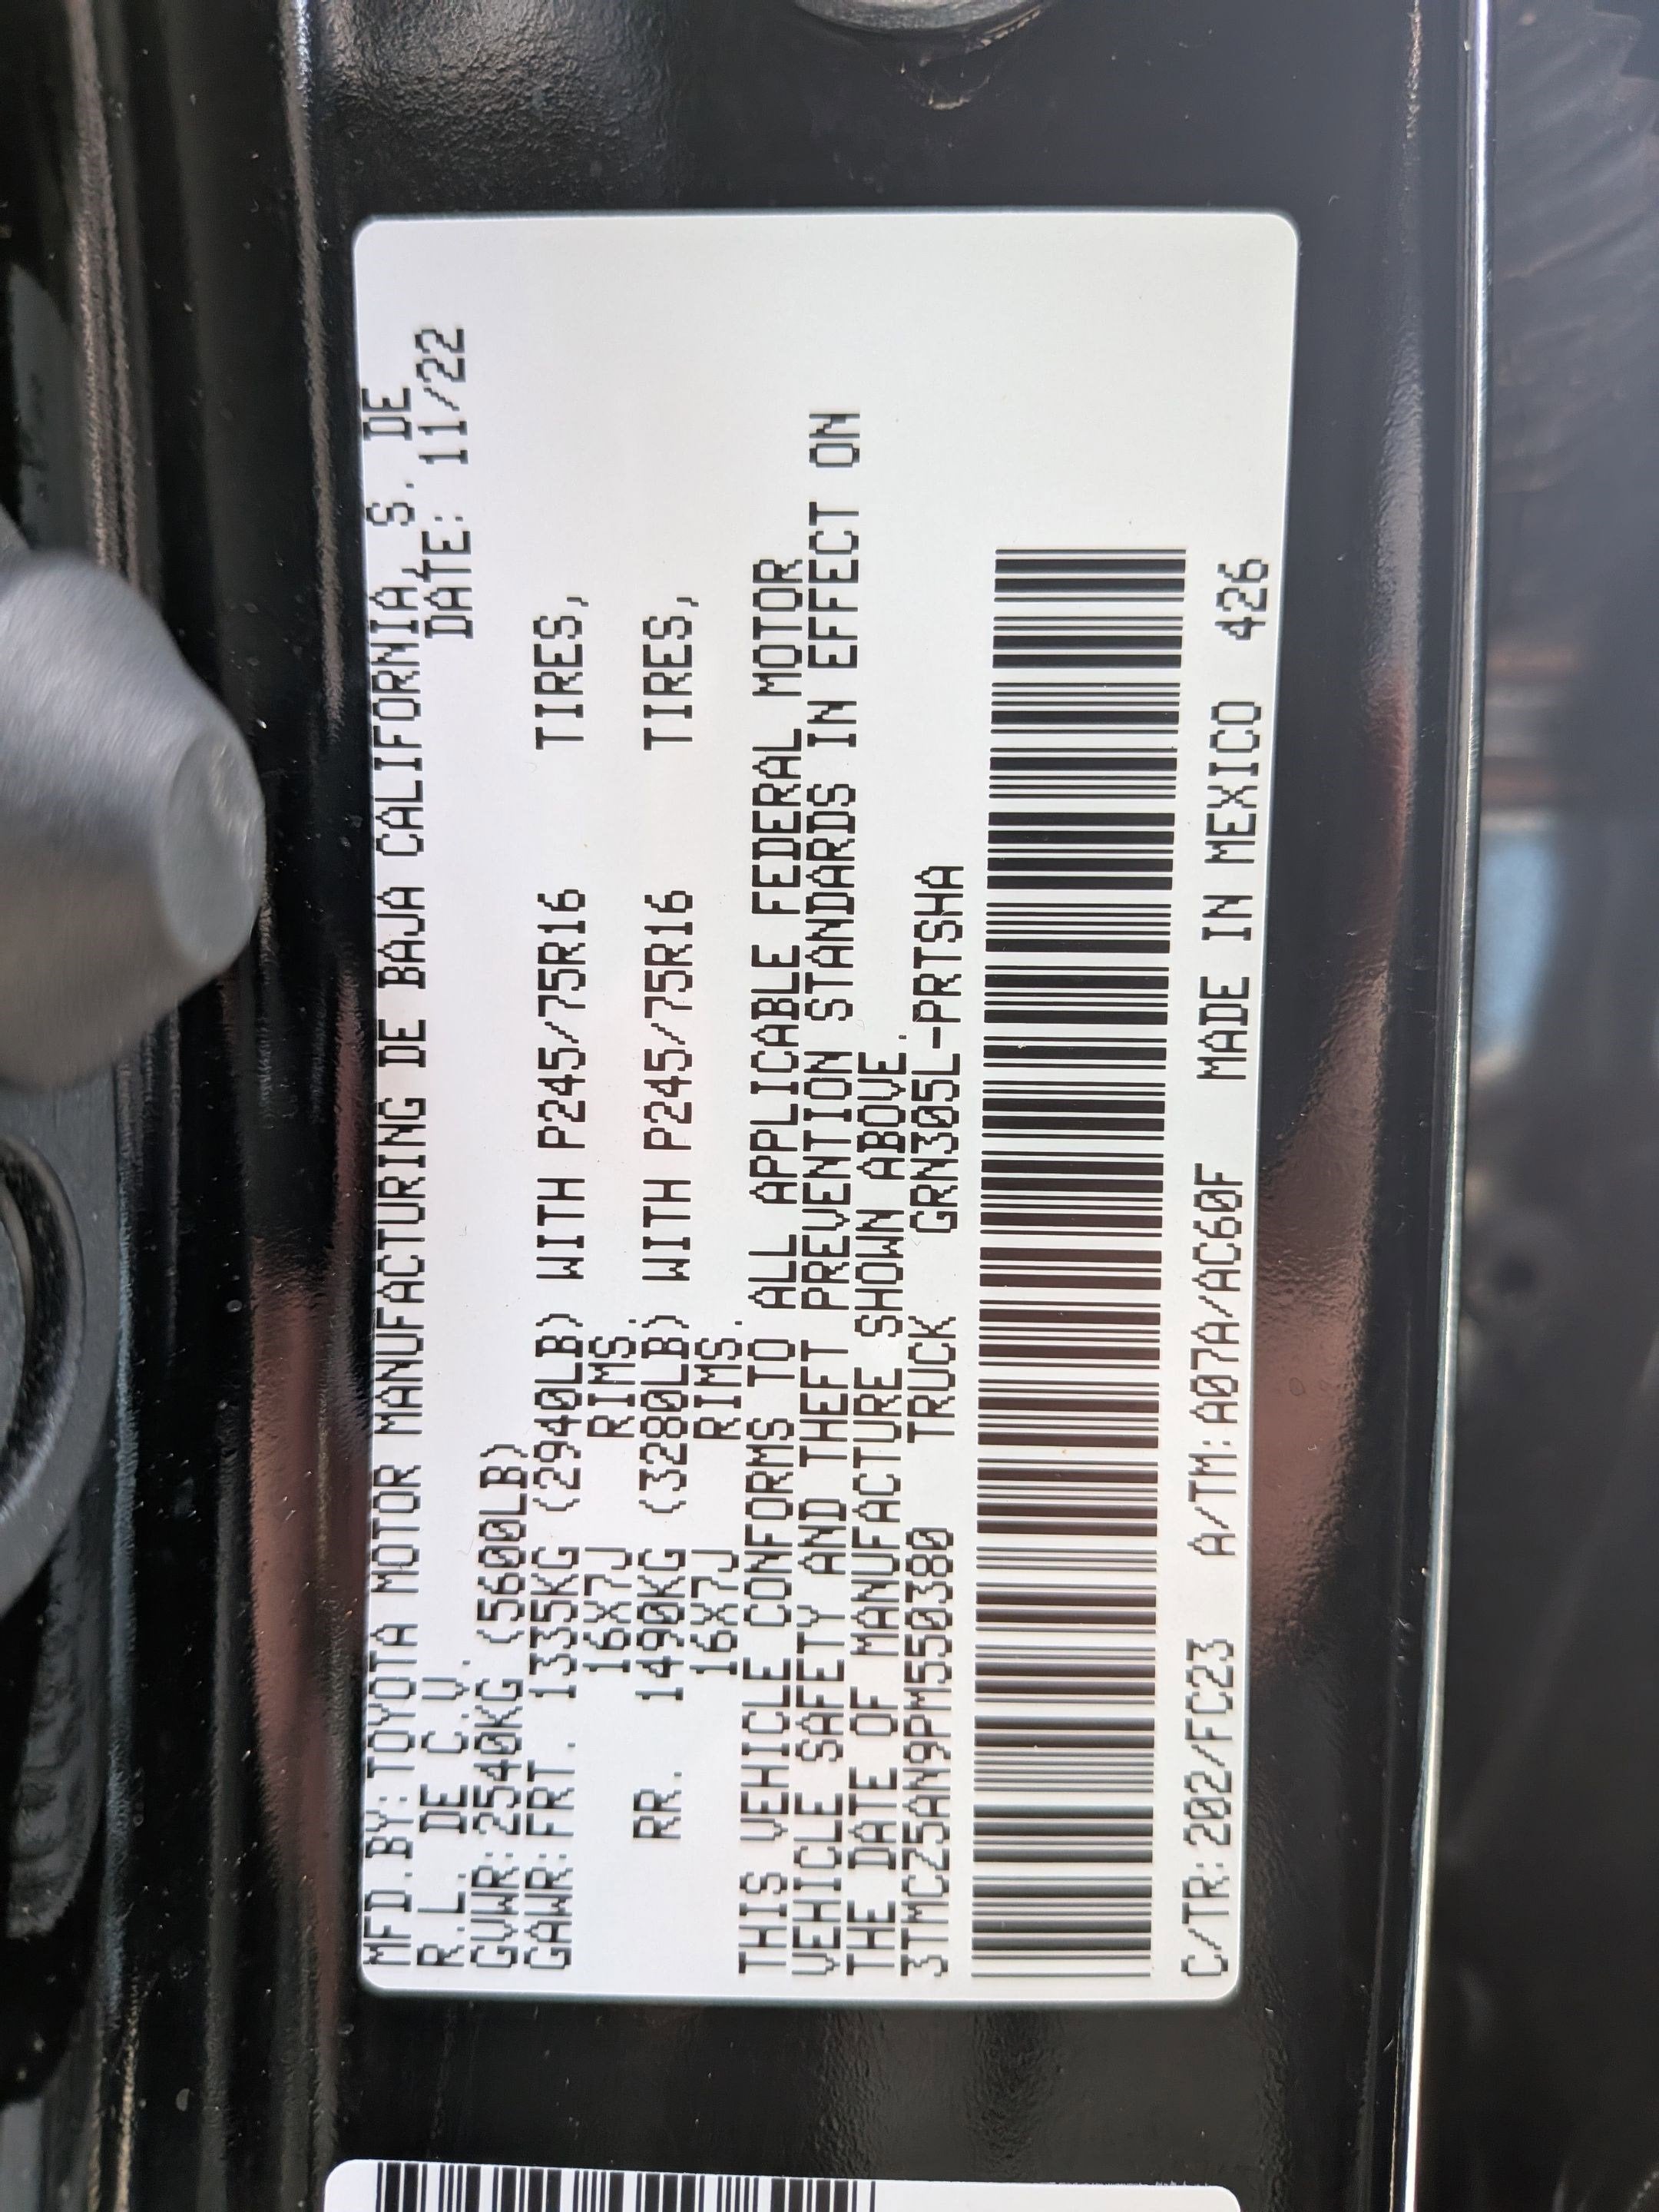 MFD.BY:TOYOTA MOTOR MANUFACTURING DE BAJA CALIFORNIA, S. DE
R.L. DE C.V. DATE: 11/22
GVWR:2540KG (5600LB)
GAWR:FRT. 1335KG (2940LB) WITH P245/75R16 TIRES,
16X7J RIMS.
RR. 1490KG (3280LB) WITH P245/75R16 TIRES,
16X7J RIMS.
THIS VEHICLE CONFORMS TO ALL APPLICABLE FEDERAL MOTOR
VEHICLE SAFETY AND THEFT PREVENTION STANDARDS IN EFFECT ON
THE DATE OF MANUFACTURE SHOWN ABOVE.
3TMCZ5AN9PM550380 TRUCK GRN305L-PRTSHA
C/TR:202/FC23 A/TM:A07A/AC60F MADE IN MEXICO 426